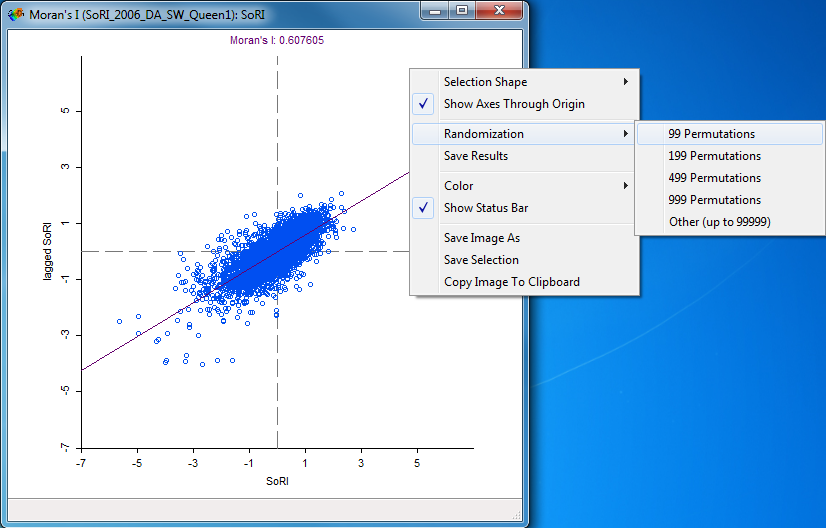 Moran's I (SoRI_2006_DA_SW_Queen1): SoRI
Moran's I: 0.607605
5
3
1
-1
-3
-5
-7
lagged SoRI
-7 -5 -3 -1 1 3 5
SoRI
Selection Shape
Show Axes Through Origin
Randomization
Save Results
Color
Show Status Bar
Save Image As
Save Selection
Copy Image To Clipboard
99 Permutations
199 Permutations
499 Permutations
999 Permutations
Other (up to 99999)